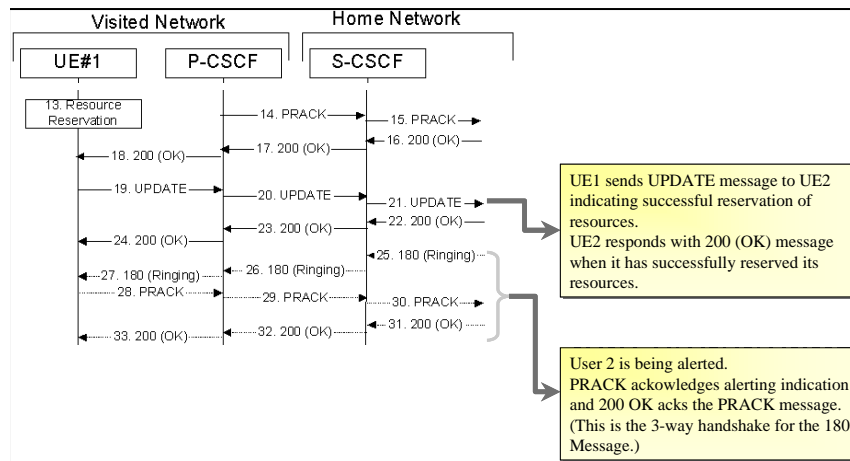 Visited Network
Home Network
UE#1
P-CSCF
S-CSCF
13. Resource
Reservation
14. PRACK
15. PRACK
16. 200 (OK)
17. 200 (OK)
18. 200 (OK)
19. UPDATE
20. UPDATE
21. UPDATE
22. 200 (OK)
23. 200 (OK)
24. 200 (OK)
25. 180 (Ringing)
26. 180 (Ringing)
27. 180 (Ringing)
28. PRACK
29. PRACK
30. PRACK
31. 200 (OK)
32. 200 (OK)
33. 200 (OK)
UE1 sends UPDATE message to UE2
indicating successful reservation of
resources.
UE2 responds with 200 (OK) message
when it has successfully reserved its
resources.
User 2 is being alerted.
PRACK ackowledges alerting indication
and 200 OK acks the PRACK message.
(This is the 3-way handshake for the 180
Message.)